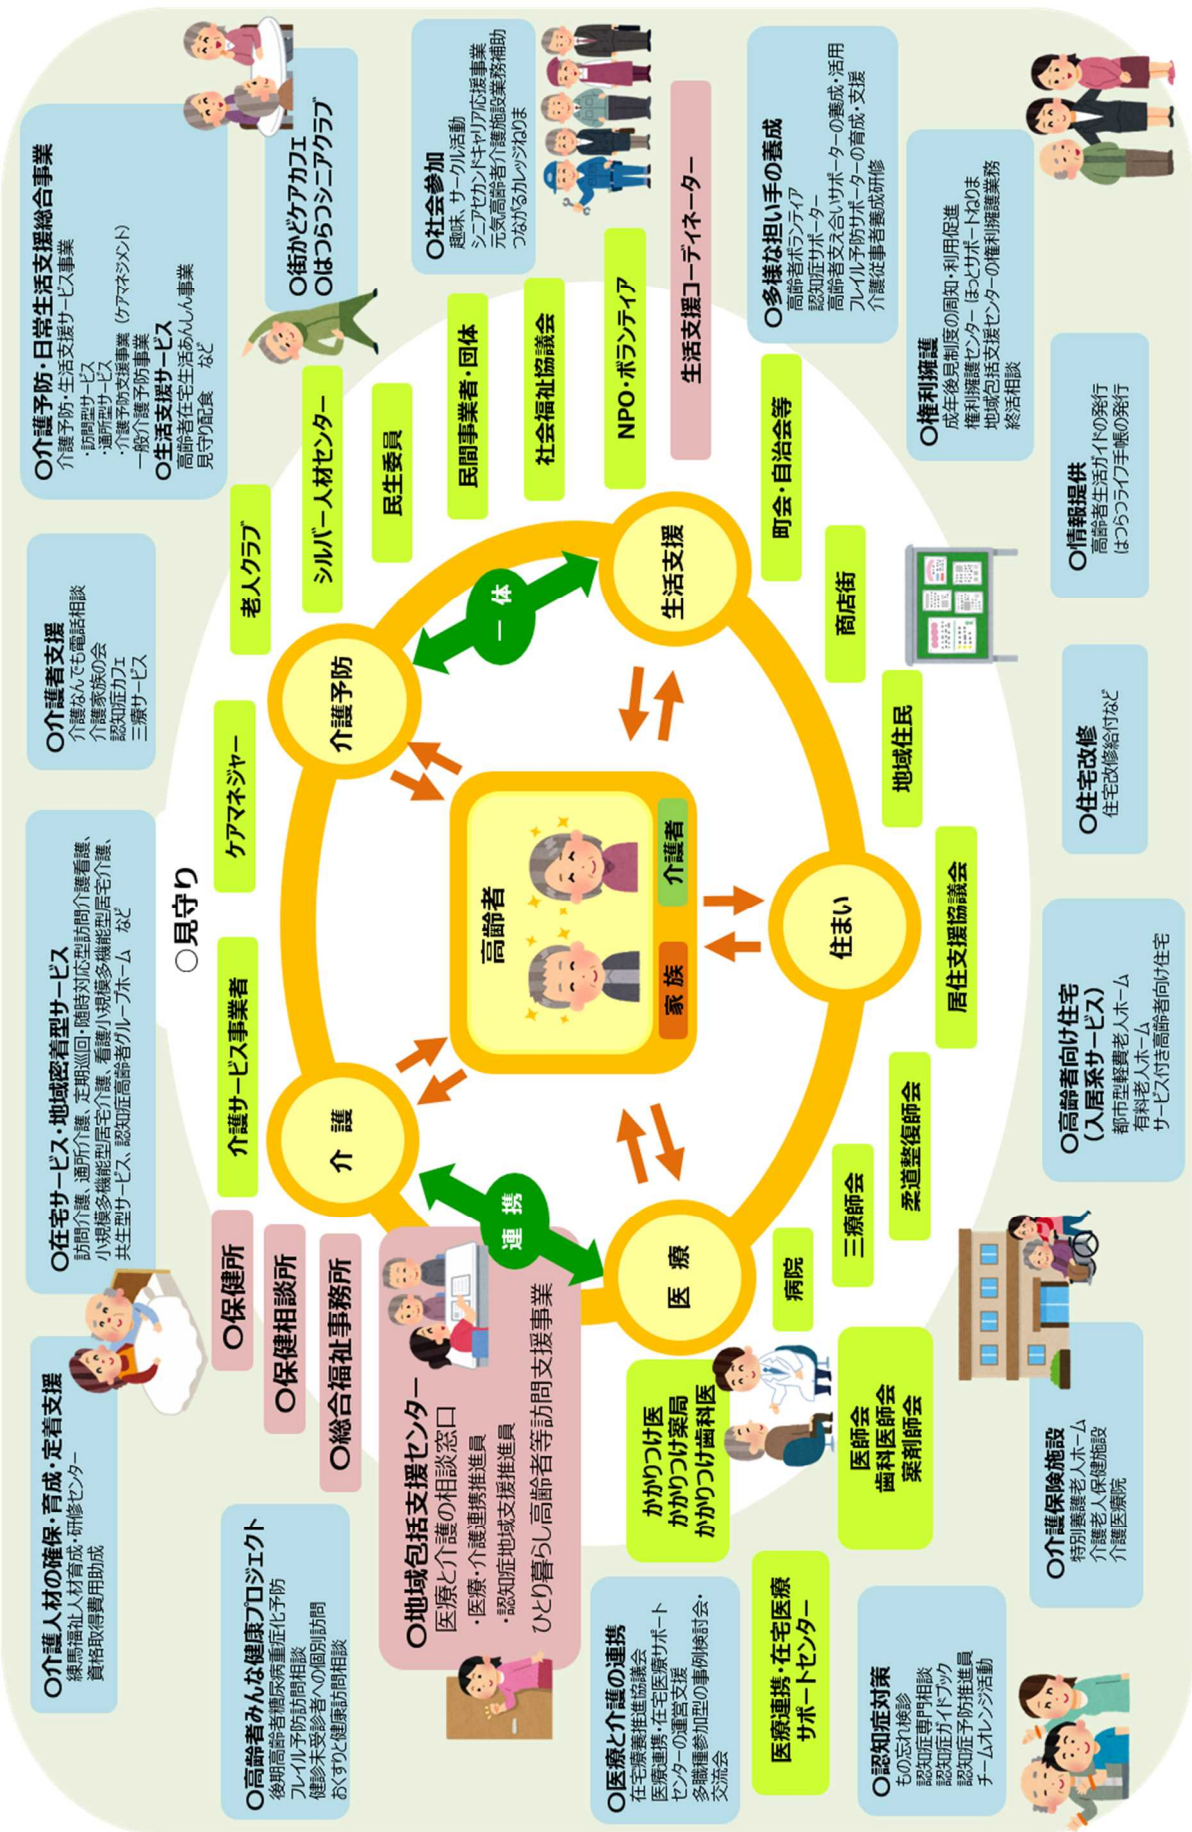 〇介護人材の確保・育成・定着支援
練馬福祉人材育成・研修センター
資格取得費用助成
〇在宅サービス・地域密着型サービス
訪問介護、通所介護、定期巡回・随時対応型訪問介護看護、
小規模多機能型居宅介護、看護小規模多機能型居宅介護、
共生型サービス、認知症高齢者グループホーム　など
〇介護者支援
介護なんでも電話相談
介護家族の会
認知症カフェ
三療サービス
〇介護予防・日常生活支援総合事業
介護予防・生活支援サービス事業
・訪問型サービス
・通所型サービス
・介護予防支援事業（ケアマネジメント）
一般介護予防事業
〇生活支援サービス
高齢者在宅生活あんしん事業
見守り配食　など
〇街かどケアカフェ
〇はつらつシニアクラブ
〇見守り
〇高齢者みんな健康プロジェクト
後期高齢者糖尿病重症化予防
フレイル予防訪問相談
健診未受診者への個別訪問
おくすりと健康訪問相談
〇保健所
〇保健相談所
〇総合福祉事務所
介護サービス事業者
ケアマネジャー
老人クラブ
シルバー人材センター
民生委員
民間事業者・団体
社会福祉協議会
NPO・ボランティア
生活支援コーディネーター
〇社会参加
趣味、サークル活動
シニアセカンドキャリア応援事業
元気高齢者介護施設業務補助
つながるカレッジねりま
〇地域包括支援センター
医療と介護の相談窓口
・医療・介護連携推進員
・認知症地域支援推進員
ひとり暮らし高齢者等訪問支援事業
介護
介護予防
連携
一体
高齢者
家族
介護者
医療
生活支援
住まい
〇医療と介護の連携
在宅療養推進協議会
医療連携・在宅医療サポート
センターの運営支援
多職種参加型の事例検討会・
交流会
かかりつけ医
かかりつけ薬局
かかりつけ歯科医
医療連携・在宅医療
サポートセンター
医師会
歯科医師会
薬剤師会
病院
三療師会
柔道整復師会
居住支援協議会
地域住民
商店街
町会・自治会等
〇多様な担い手の養成
高齢者ボランティア
認知症サポーター
高齢者支え合いサポーターの養成・活用
フレイル予防サポーターの育成・支援
介護従事者養成研修
〇権利擁護
成年後見制度の周知・利用促進
権利擁護センター ほっとサポートねりま
地域包括支援センターの権利擁護業務
終活相談
〇認知症対策
もの忘れ検診
認知症専門相談
認知症ガイドブック
認知症予防推進員
チームオレンジ活動
〇介護保険施設
特別養護老人ホーム
介護老人保健施設
介護医療院
〇高齢者向け住宅
（入居系サービス）
都市型軽費老人ホーム
有料老人ホーム
サービス付き高齢者向け住宅
〇住宅改修
住宅改修給付など
〇情報提供
高齢者生活ガイドの発行
はつらつライフ手帳の発行